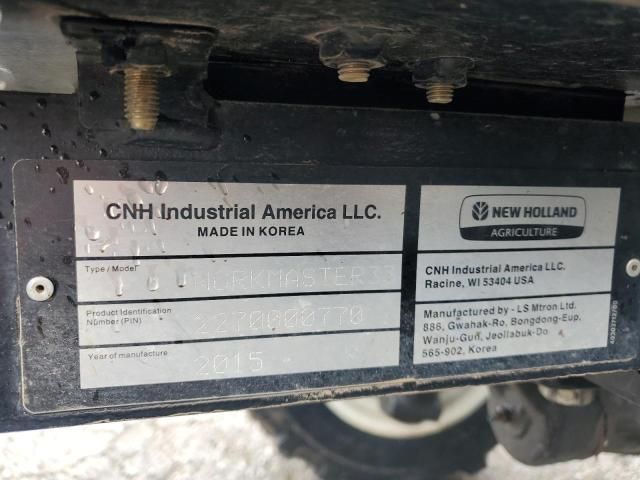 CNH Industrial America LLC.
MADE IN KOREA
Type / Model
WORKMASTER 33
Product Identification
Number (PIN)
2270000770
Year of manufacture
2015
NEW HOLLAND
AGRICULTURE
CNH Industrial America LLC.
Racine, WI 53404 USA
Manufactured by - LS Mtron Ltd.
886, Gwahak-Ro, Bongdong-Eup,
Wanju-Gun, Jeollabuk-Do
565-902, Korea